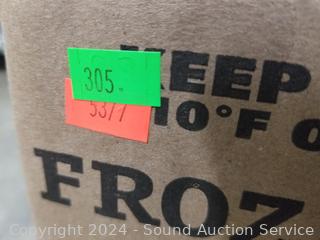 KEEP
305.
5377
10°F O
FROZ
Copyright © 2024 - Sound Auction Service